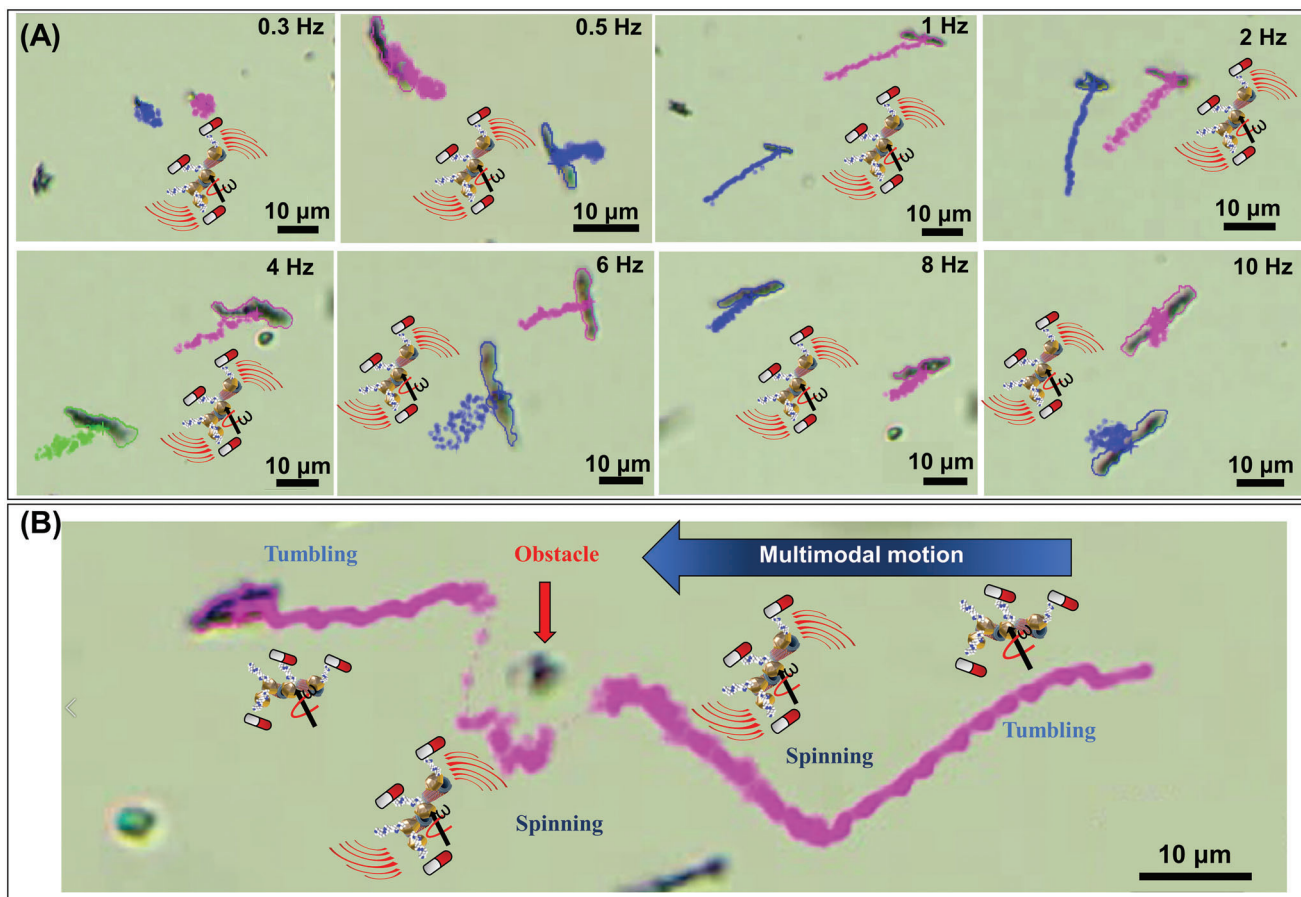 (A)
0.3 Hz
0.5 Hz
1 Hz
2 Hz
ω
ω
ω
ω
10 µm
10 µm
10 µm
10 µm
4 Hz
6 Hz
8 Hz
10 Hz
ω
ω
ω
ω
10 µm
10 µm
10 µm
10 µm
(B)
Tumbling
Obstacle
Multimodal motion
ω
ω
ω
Spinning
Tumbling
ω
Spinning
10 µm